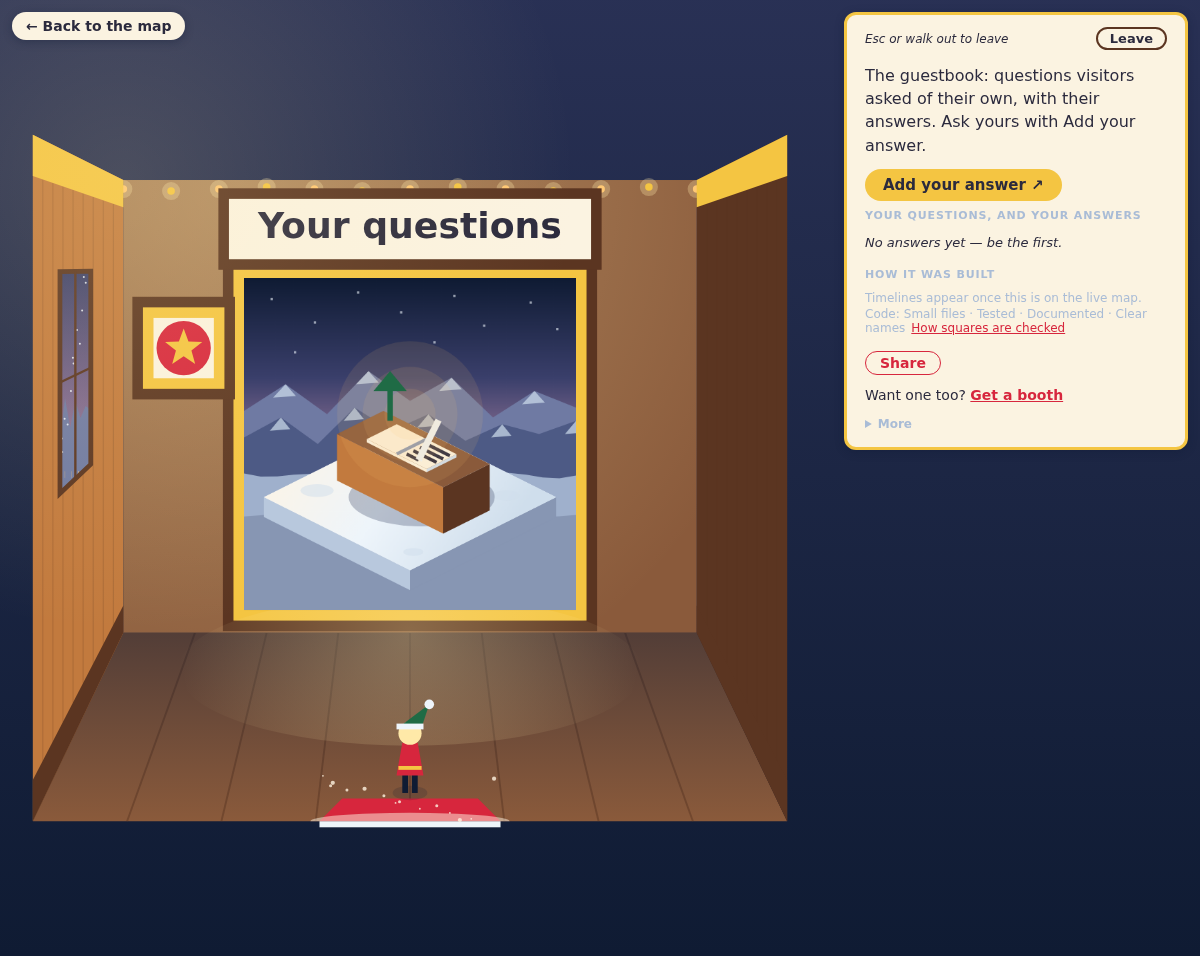 ← Back to the map
Your questions
Esc or walk out to leave
Leave
The guestbook: questions visitors
asked of their own, with their
answers. Ask yours with Add your
answer.
Add your answer ↗
YOUR QUESTIONS, AND YOUR ANSWERS
No answers yet — be the first.
HOW IT WAS BUILT
Timelines appear once this is on the live map.
Code: Small files · Tested · Documented · Clear
names How squares are checked
Share
Want one too? Get a booth
More